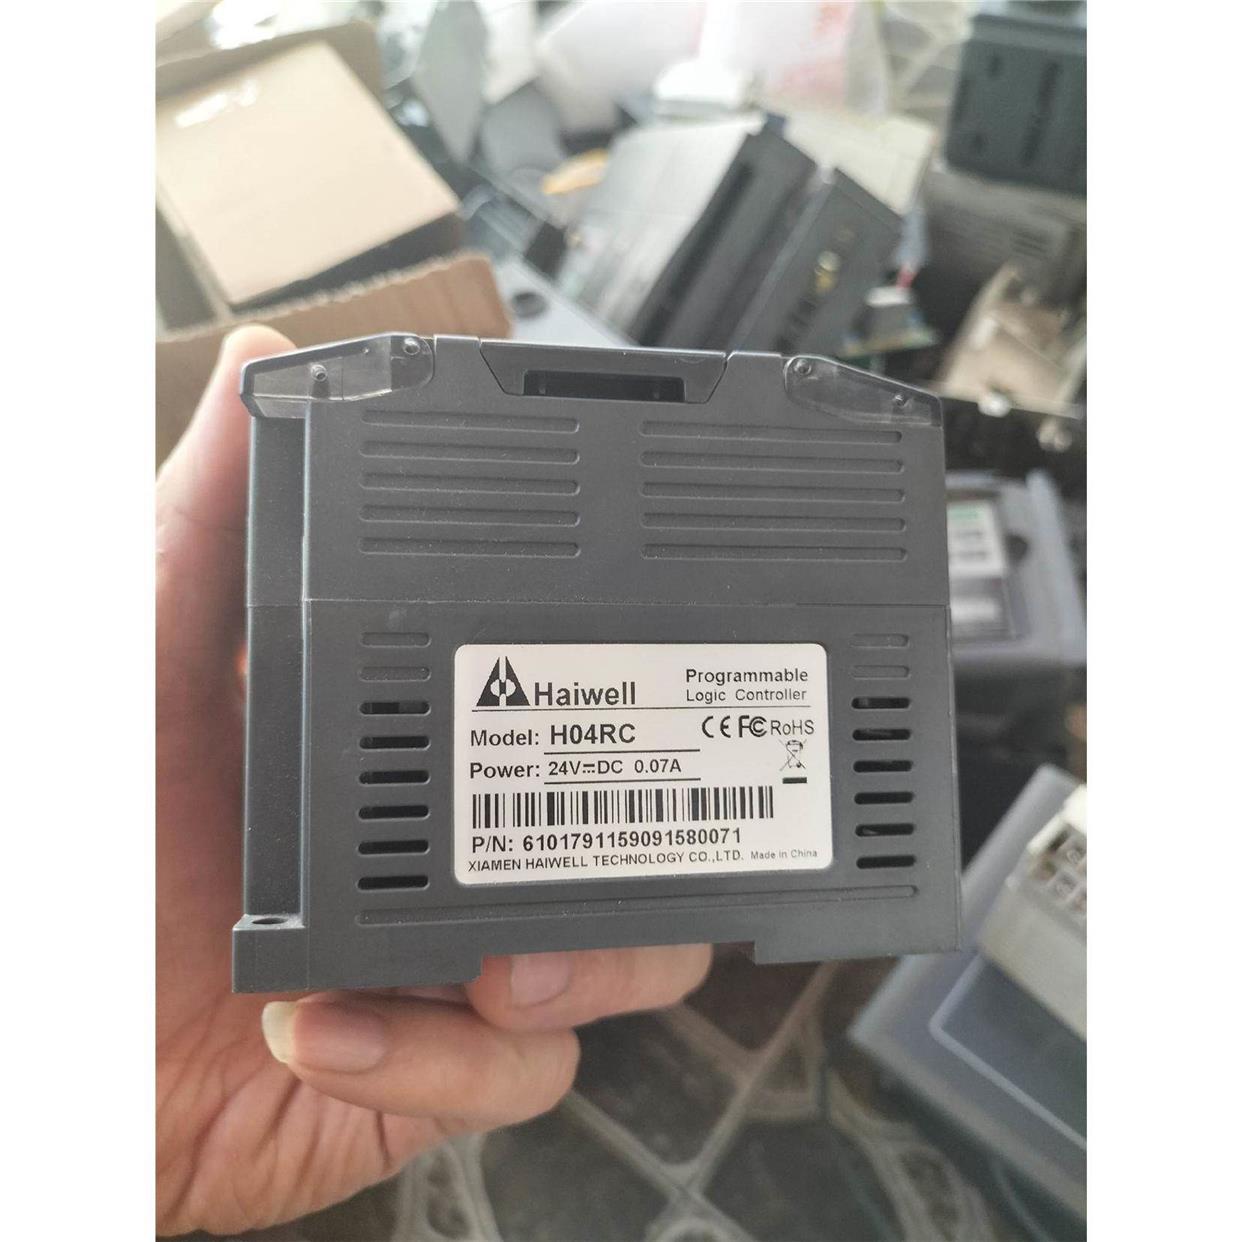 Haiwell
Programmable
Logic Controller
Model: H04RC
CE FC RoHS
Power: 24V⎓DC 0.07A
P/N: 6101791159091580071
XIAMEN HAIWELL TECHNOLOGY CO.,LTD. Made in China